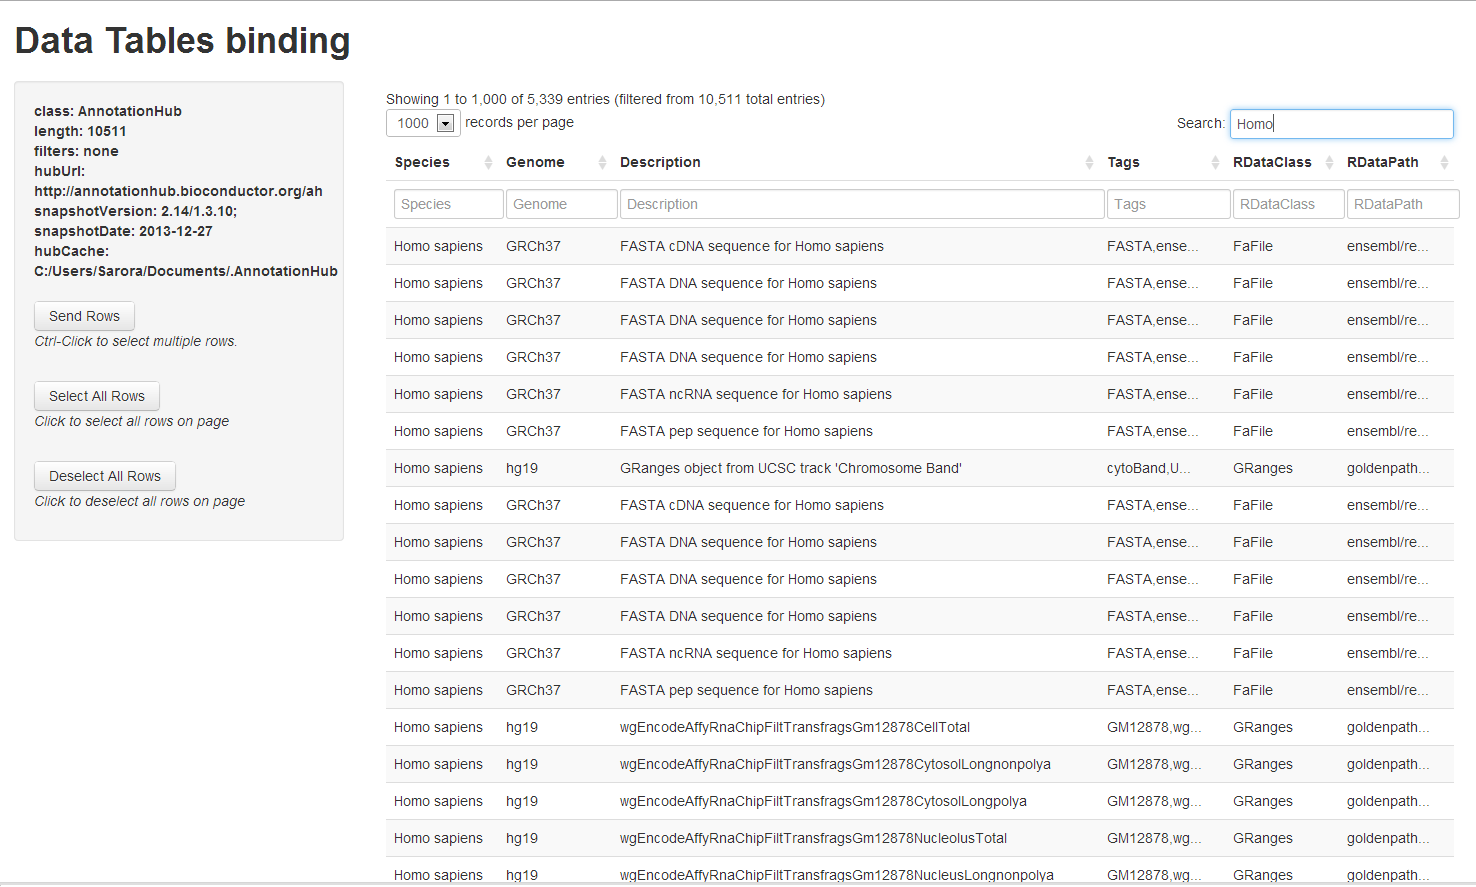 Data Tables binding
class: AnnotationHub
length: 10511
filters: none
hubUrl:
http://annotationhub.bioconductor.org/ah
snapshotVersion: 2.14/1.3.10;
snapshotDate: 2013-12-27
hubCache:
C:/Users/Sarora/Documents/.AnnotationHub
Send Rows
Ctrl-Click to select multiple rows.
Select All Rows
Click to select all rows on page
Deselect All Rows
Click to deselect all rows on page
Showing 1 to 1,000 of 5,339 entries (filtered from 10,511 total entries)
1000 records per page Search: Homo
Species Genome Description Tags RDataClass RDataPath
Species Genome Description Tags RDataClass RDataPath
Homo sapiens GRCh37 FASTA cDNA sequence for Homo sapiens FASTA,ense... FaFile ensembl/re...
Homo sapiens GRCh37 FASTA DNA sequence for Homo sapiens FASTA,ense... FaFile ensembl/re...
Homo sapiens GRCh37 FASTA DNA sequence for Homo sapiens FASTA,ense... FaFile ensembl/re...
Homo sapiens GRCh37 FASTA DNA sequence for Homo sapiens FASTA,ense... FaFile ensembl/re...
Homo sapiens GRCh37 FASTA ncRNA sequence for Homo sapiens FASTA,ense... FaFile ensembl/re...
Homo sapiens GRCh37 FASTA pep sequence for Homo sapiens FASTA,ense... FaFile ensembl/re...
Homo sapiens hg19 GRanges object from UCSC track 'Chromosome Band' cytoBand,U... GRanges goldenpath...
Homo sapiens GRCh37 FASTA cDNA sequence for Homo sapiens FASTA,ense... FaFile ensembl/re...
Homo sapiens GRCh37 FASTA DNA sequence for Homo sapiens FASTA,ense... FaFile ensembl/re...
Homo sapiens GRCh37 FASTA DNA sequence for Homo sapiens FASTA,ense... FaFile ensembl/re...
Homo sapiens GRCh37 FASTA DNA sequence for Homo sapiens FASTA,ense... FaFile ensembl/re...
Homo sapiens GRCh37 FASTA ncRNA sequence for Homo sapiens FASTA,ense... FaFile ensembl/re...
Homo sapiens GRCh37 FASTA pep sequence for Homo sapiens FASTA,ense... FaFile ensembl/re...
Homo sapiens hg19 wgEncodeAffyRnaChipFiltTransfragsGm12878CellTotal GM12878,wg... GRanges goldenpath...
Homo sapiens hg19 wgEncodeAffyRnaChipFiltTransfragsGm12878CytosolLongnonpolya GM12878,wg... GRanges goldenpath...
Homo sapiens hg19 wgEncodeAffyRnaChipFiltTransfragsGm12878CytosolLongpolya GM12878,wg... GRanges goldenpath...
Homo sapiens hg19 wgEncodeAffyRnaChipFiltTransfragsGm12878NucleolusTotal GM12878,wg... GRanges goldenpath...
Homo sapiens hg19 wgEncodeAffyRnaChipFiltTransfragsGm12878NucleusLongnonpolya GM12878,wg... GRanges goldenpath...